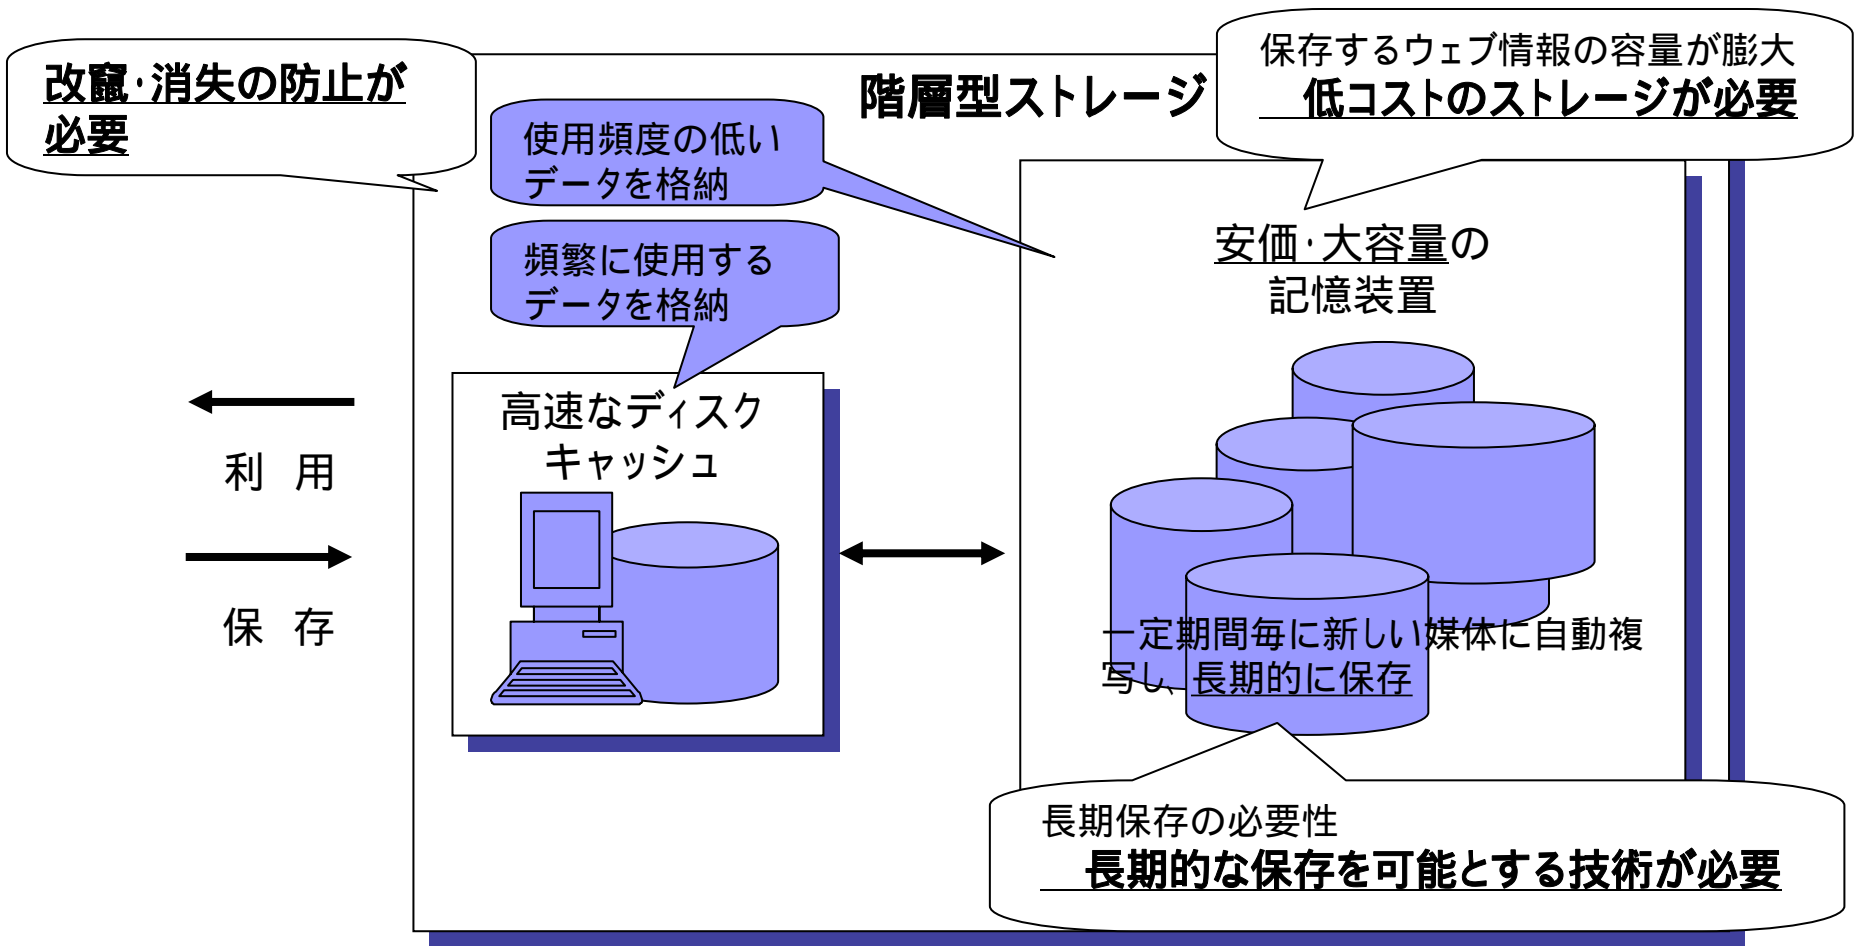 改竄・消失の防止が
必要
階層型ストレージ
保存するウェブ情報の容量が膨大
低コストのストレージが必要
使用頻度の低い
データを格納
頻繁に使用する
データを格納
安価・大容量の
記憶装置
高速なディスク
キャッシュ
利 用
保 存
一定期間毎に新しい媒体に自動複
写し、長期的に保存
長期保存の必要性
長期的な保存を可能とする技術が必要